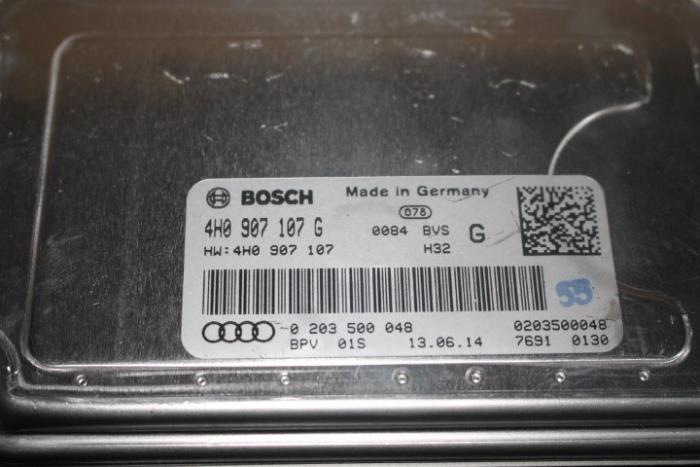 BOSCH Made in Germany
078
4H0 907 107 G 0084 BVS G
HW:4H0 907 107 H32
0 203 500 048 0203500048
BPV 01S 13.06.14 7691 0130